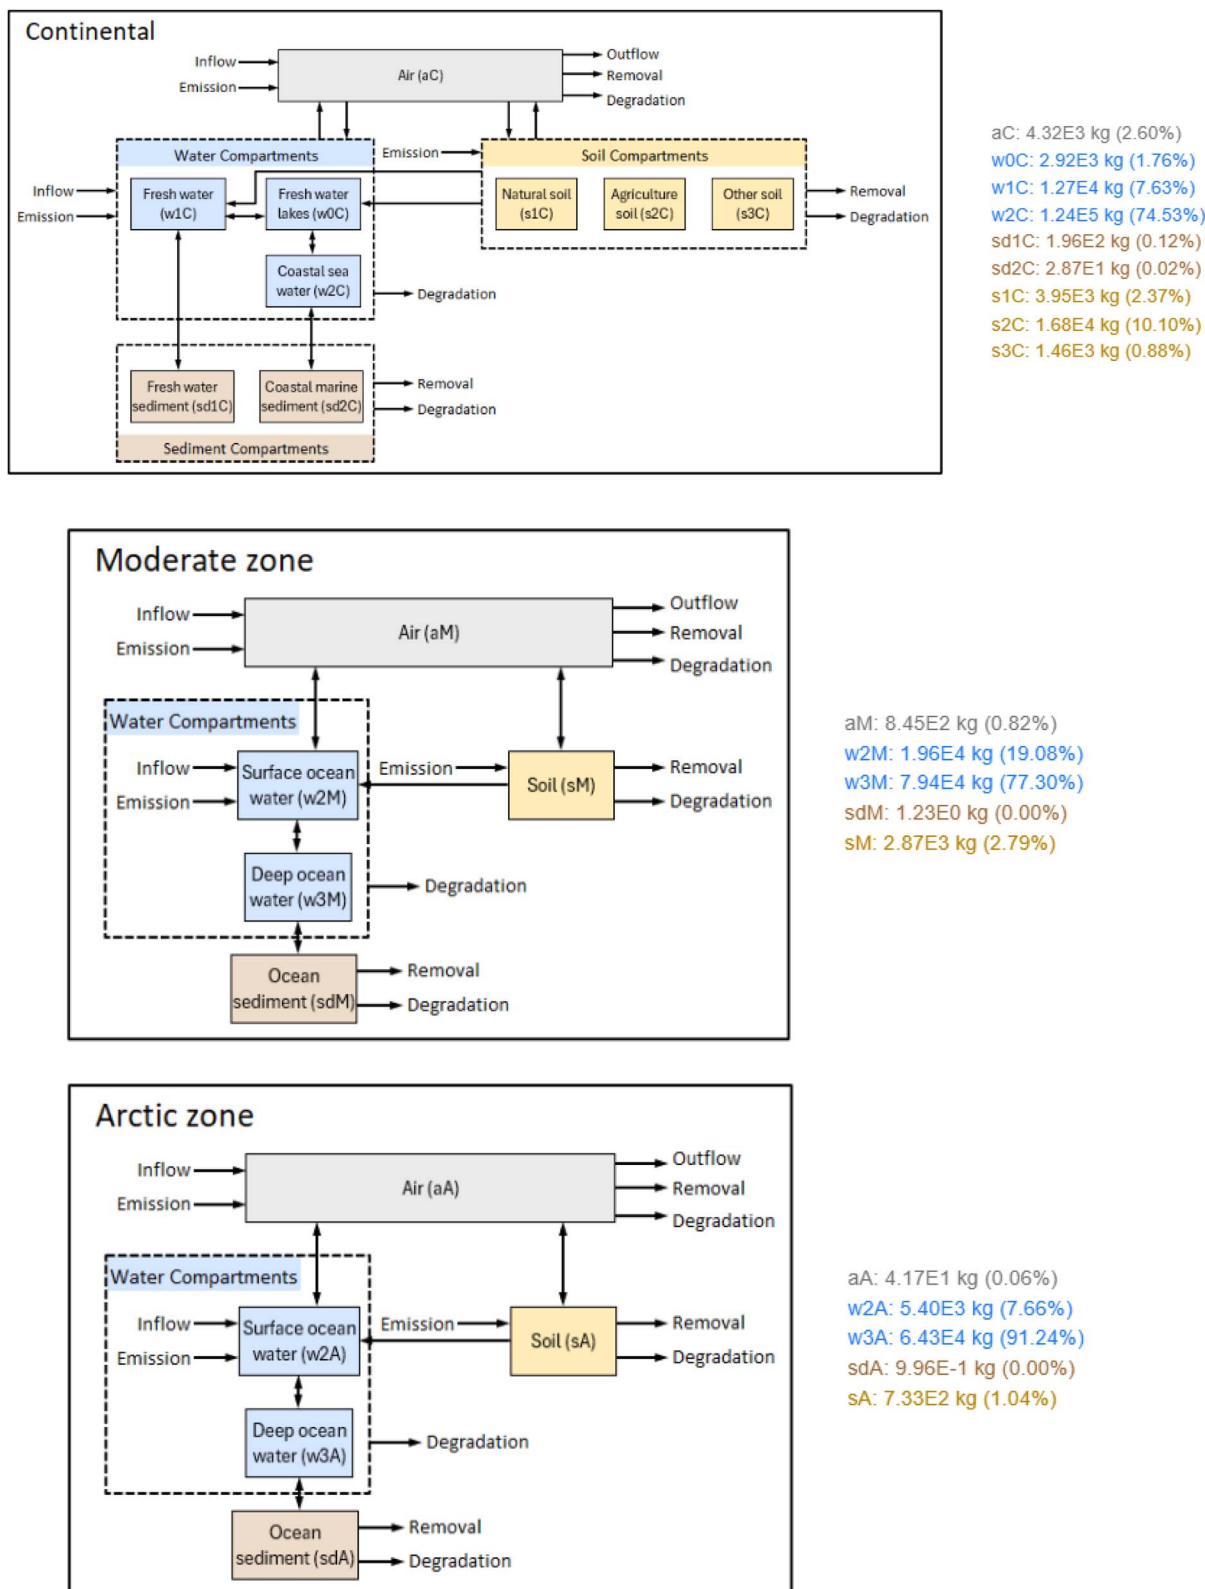 Continental
Inflow
Emission
Air (aC)
Outflow
Removal
Degradation
Water Compartments
Emission
Soil Compartments
Inflow
Emission
Fresh water
(w1C)
Fresh water
lakes (w0C)
Natural soil
(s1C)
Agriculture
soil (s2C)
Other soil
(s3C)
Removal
Degradation
Coastal sea
water (w2C)
Degradation
Fresh water
sediment (sd1C)
Coastal marine
sediment (sd2C)
Removal
Degradation
Sediment Compartments
aC: 4.32E3 kg (2.60%)
w0C: 2.92E3 kg (1.76%)
w1C: 1.27E4 kg (7.63%)
w2C: 1.24E5 kg (74.53%)
sd1C: 1.96E2 kg (0.12%)
sd2C: 2.87E1 kg (0.02%)
s1C: 3.95E3 kg (2.37%)
s2C: 1.68E4 kg (10.10%)
s3C: 1.46E3 kg (0.88%)
Moderate zone
Inflow
Emission
Air (aM)
Outflow
Removal
Degradation
Water Compartments
Inflow
Emission
Surface ocean
water (w2M)
Emission
Soil (sM)
Removal
Degradation
Deep ocean
water (w3M)
Degradation
Ocean
sediment (sdM)
Removal
Degradation
aM: 8.45E2 kg (0.82%)
w2M: 1.96E4 kg (19.08%)
w3M: 7.94E4 kg (77.30%)
sdM: 1.23E0 kg (0.00%)
sM: 2.87E3 kg (2.79%)
Arctic zone
Inflow
Emission
Air (aA)
Outflow
Removal
Degradation
Water Compartments
Inflow
Emission
Surface ocean
water (w2A)
Emission
Soil (sA)
Removal
Degradation
Deep ocean
water (w3A)
Degradation
Ocean
sediment (sdA)
Removal
Degradation
aA: 4.17E1 kg (0.06%)
w2A: 5.40E3 kg (7.66%)
w3A: 6.43E4 kg (91.24%)
sdA: 9.96E-1 kg (0.00%)
sA: 7.33E2 kg (1.04%)